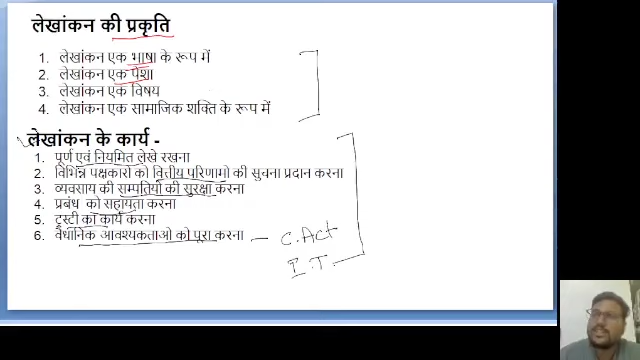 लेखांकन की प्रकृति
1. लेखांकन एक भाषा के रूप में
2. लेखांकन एक पेशा
3. लेखांकन एक विषय
4. लेखांकन एक सामाजिक शक्ति के रूप में
लेखांकन के कार्य -
1. पूर्ण एवं नियमित लेखे रखना
2. विभिन्न पक्षकारो को वित्तीय परिणामो की सुचना प्रदान करना
3. व्यवसाय की सम्पतियो की सुरक्षा करना
4. प्रबंध को सहायता करना
5. ट्रस्टी का कार्य करना
6. वैधानिक आवश्यकताओ को पूरा करना — C. Act
I.T.